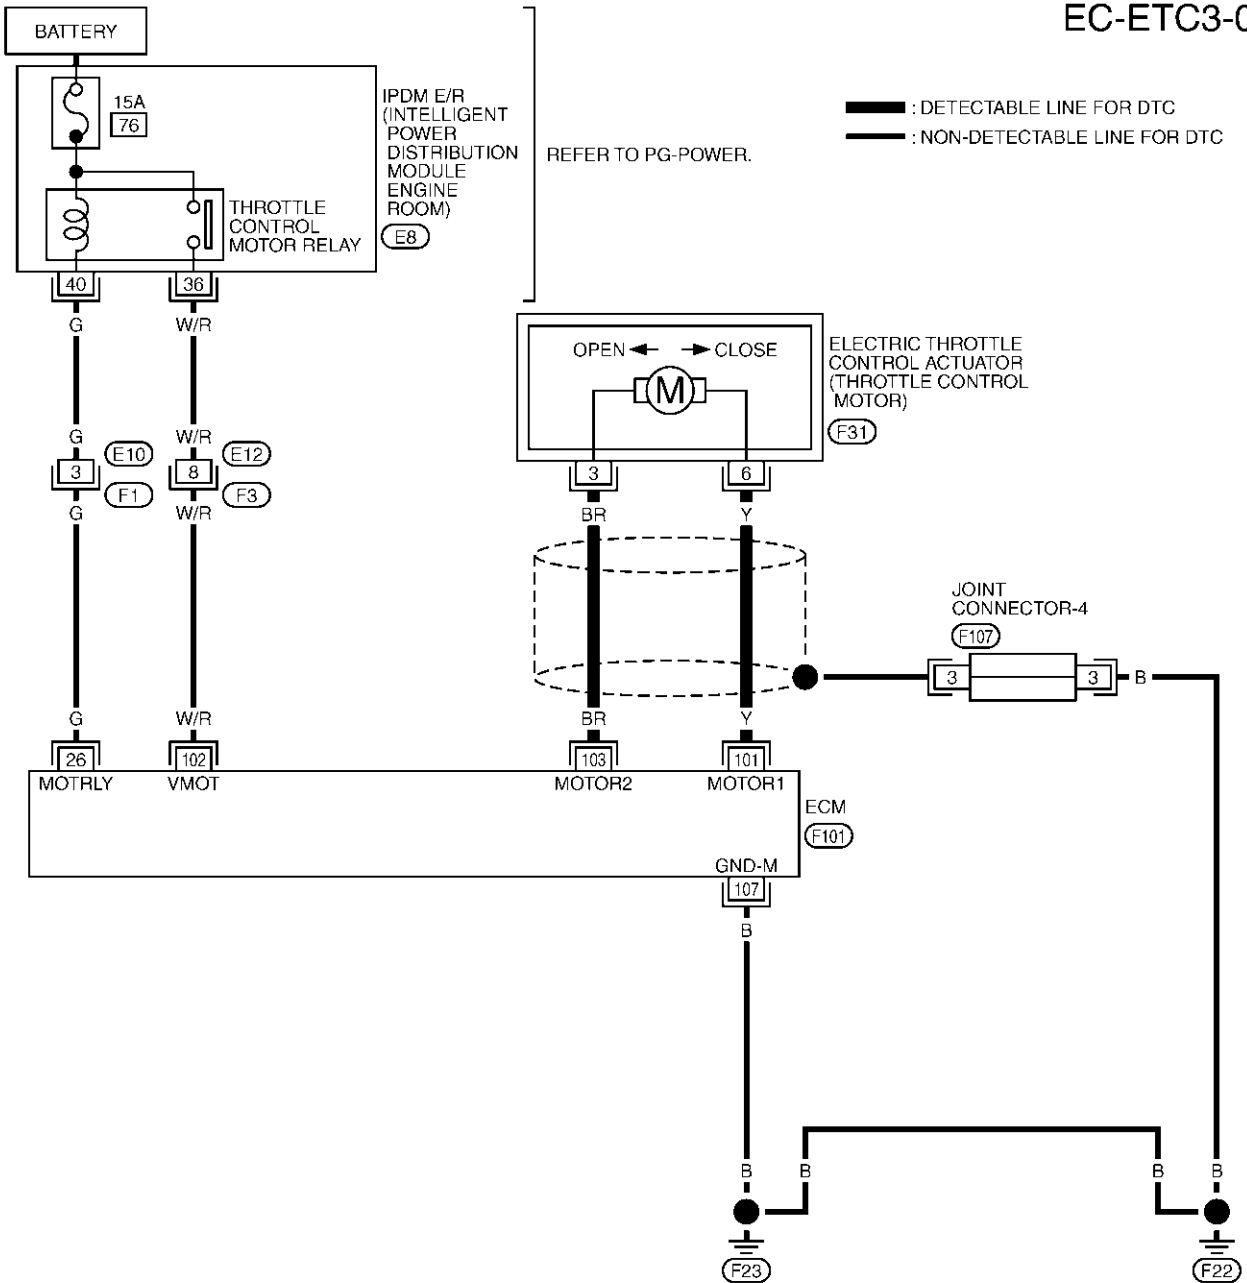 EC-ETC3-0
BATTERY
15A
76
IPDM E/R
(INTELLIGENT
POWER
DISTRIBUTION
MODULE
ENGINE
ROOM)
E8
REFER TO PG-POWER.
: DETECTABLE LINE FOR DTC
: NON-DETECTABLE LINE FOR DTC
THROTTLE
CONTROL
MOTOR RELAY
40
36
G
W/R
OPEN
CLOSE
M
ELECTRIC THROTTLE
CONTROL ACTUATOR
(THROTTLE CONTROL
MOTOR)
F31
G
W/R
3
E10
F1
8
E12
F3
3
6
G
W/R
BR
Y
JOINT
CONNECTOR-4
F107
3
3
B
G
W/R
BR
Y
26
102
103
101
MOTRLY
VMOT
MOTOR2
MOTOR1
ECM
F101
GND-M
107
B
B
B
B
B
F23
F22